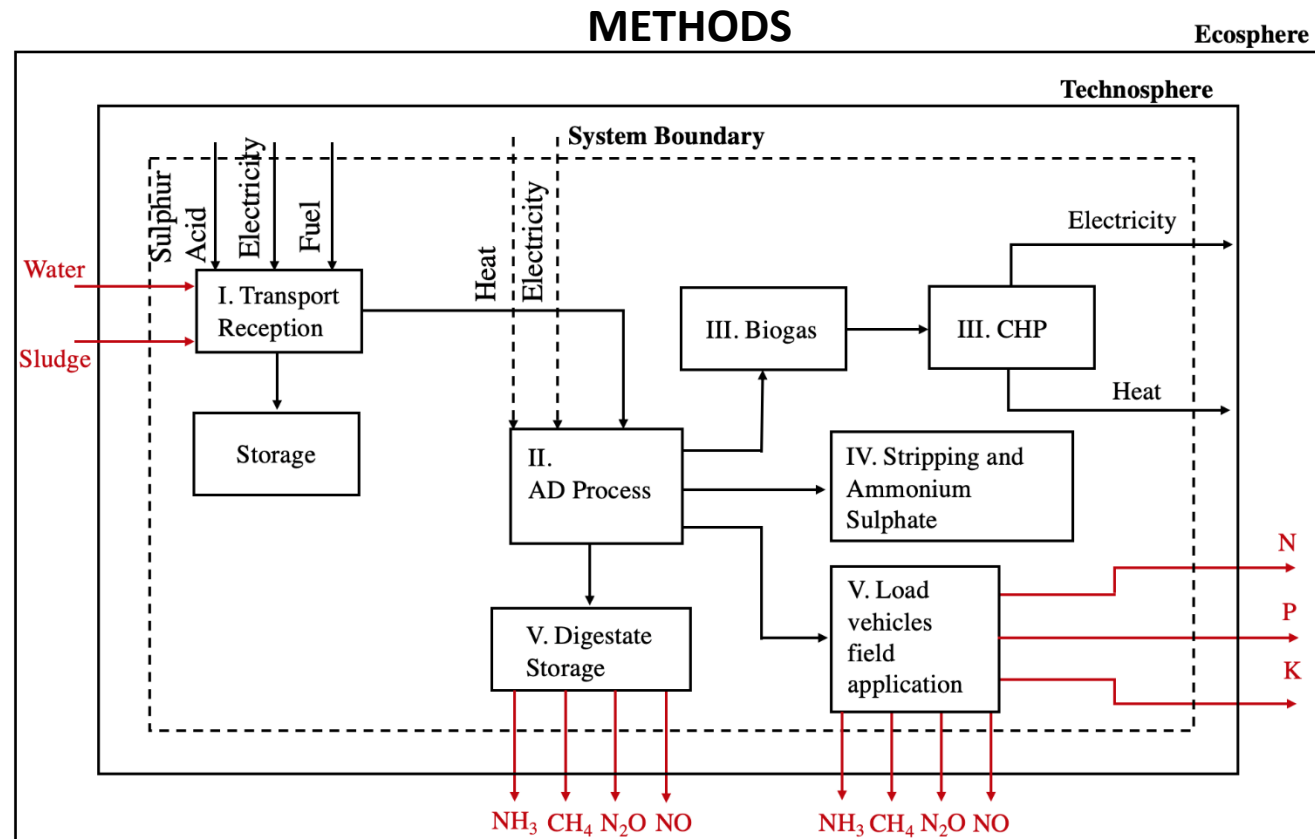 METHODS
Ecosphere
Technosphere
System Boundary
Sulphur
Acid
Electricity
Fuel
Heat
Electricity
Water
Sludge
I. Transport
Reception
Storage
II.
AD Process
III. Biogas
III. CHP
Electricity
Heat
IV. Stripping and
Ammonium
Sulphate
V. Digestate
Storage
V. Load
vehicles
field
application
N
P
K
NH₃ CH₄ N₂O NO
NH₃ CH₄ N₂O NO